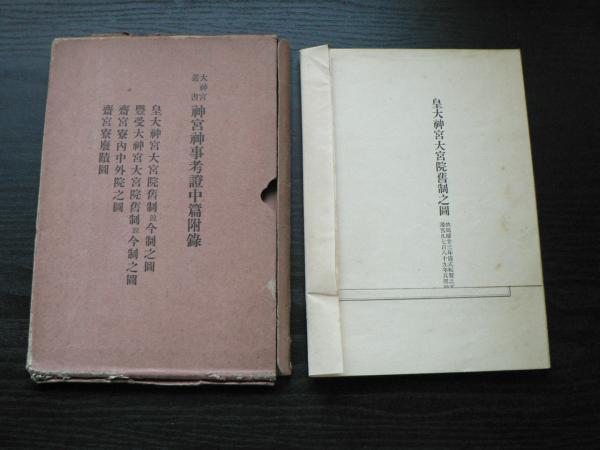 大神宮
叢書
神宮神事考證中篇附錄
皇大神宮大宮院舊制並今制之圖
豐受大神宮大宮院舊制並今制之圖
齋宮寮內中外院之圖
齋宮寮廢蹟圖
皇大神宮大宮院舊制之圖